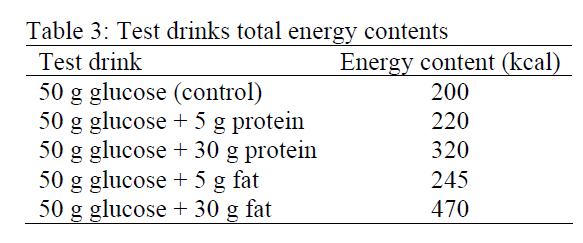 Table 3: Test drinks total energy contents
Test drink Energy content (kcal)
50 g glucose (control) 200
50 g glucose + 5 g protein 220
50 g glucose + 30 g protein 320
50 g glucose + 5 g fat 245
50 g glucose + 30 g fat 470